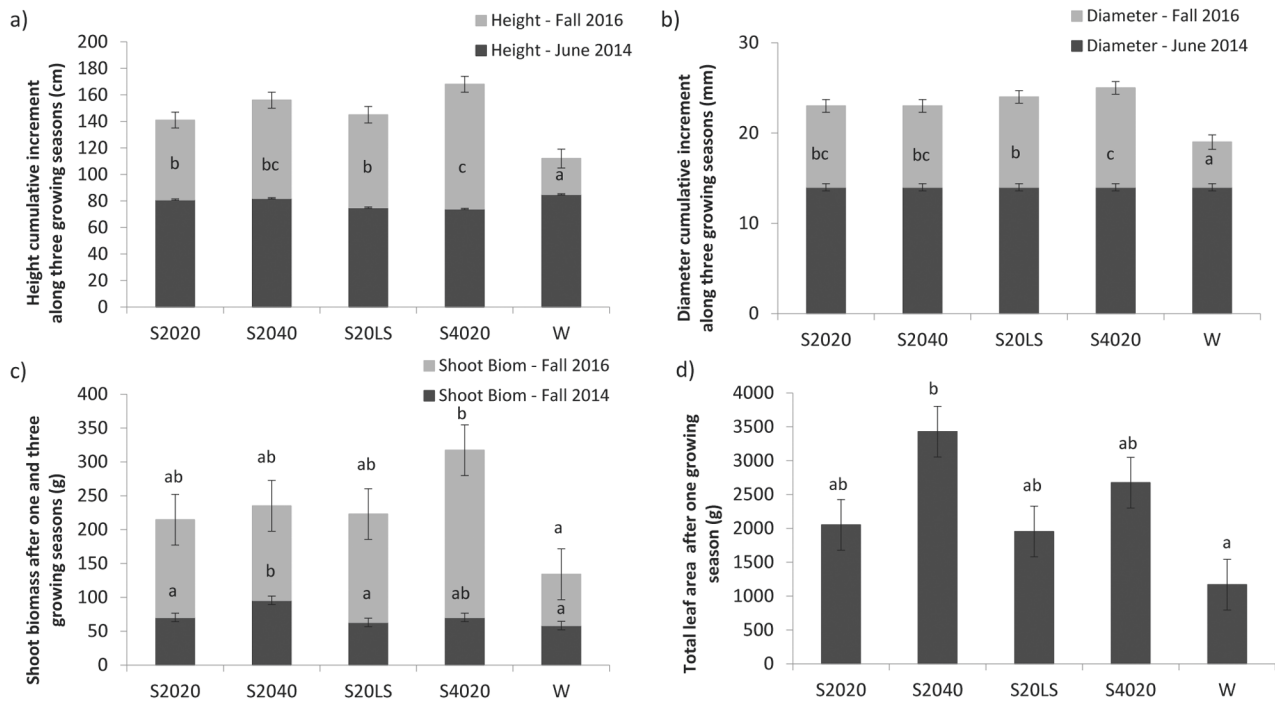 a)
Height - Fall 2016
Height - June 2014
Height cumulative increment
along three growing seasons (cm)
200
180
160
140
120
100
80
60
40
20
0
b
bc
b
c
a
S2020
S2040
S20LS
S4020
W
b)
Diameter - Fall 2016
Diameter - June 2014
Diameter cumulative increment
along three growing seasons (mm)
30
20
10
0
bc
bc
b
c
a
S2020
S2040
S20LS
S4020
W
c)
Shoot Biom - Fall 2016
Shoot Biom - Fall 2014
Shoot biomass after one and three
growing seasons (g)
400
350
300
250
200
150
100
50
0
ab
ab
ab
b
a
a
b
a
ab
a
S2020
S2040
S20LS
S4020
W
d)
Total leaf area after one growing
season (g)
4000
3500
3000
2500
2000
1500
1000
500
0
ab
b
ab
ab
a
S2020
S2040
S20LS
S4020
W